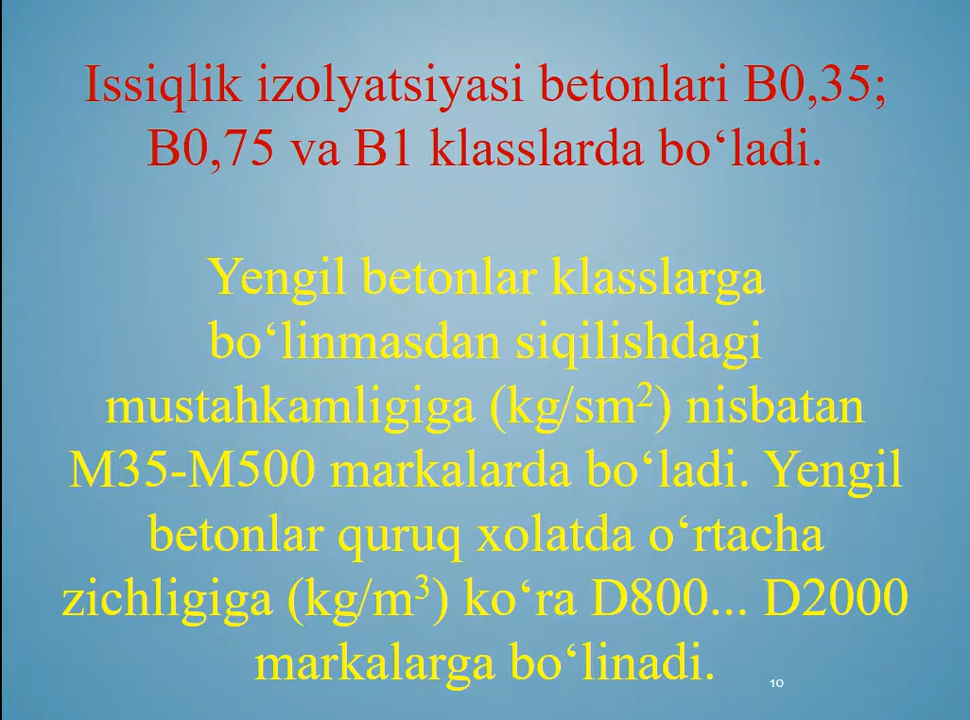 Issiqlik izolyatsiyasi betonlari B0,35;
B0,75 va B1 klasslarda bo‘ladi.
Yengil betonlar klasslarga
bo‘linmasdan siqilishdagi
mustahkamligiga (kg/sm²) nisbatan
M35-M500 markalarda bo‘ladi. Yengil
betonlar quruq xolatda o‘rtacha
zichligiga (kg/m³) ko‘ra D800... D2000
markalarga bo‘linadi.
10